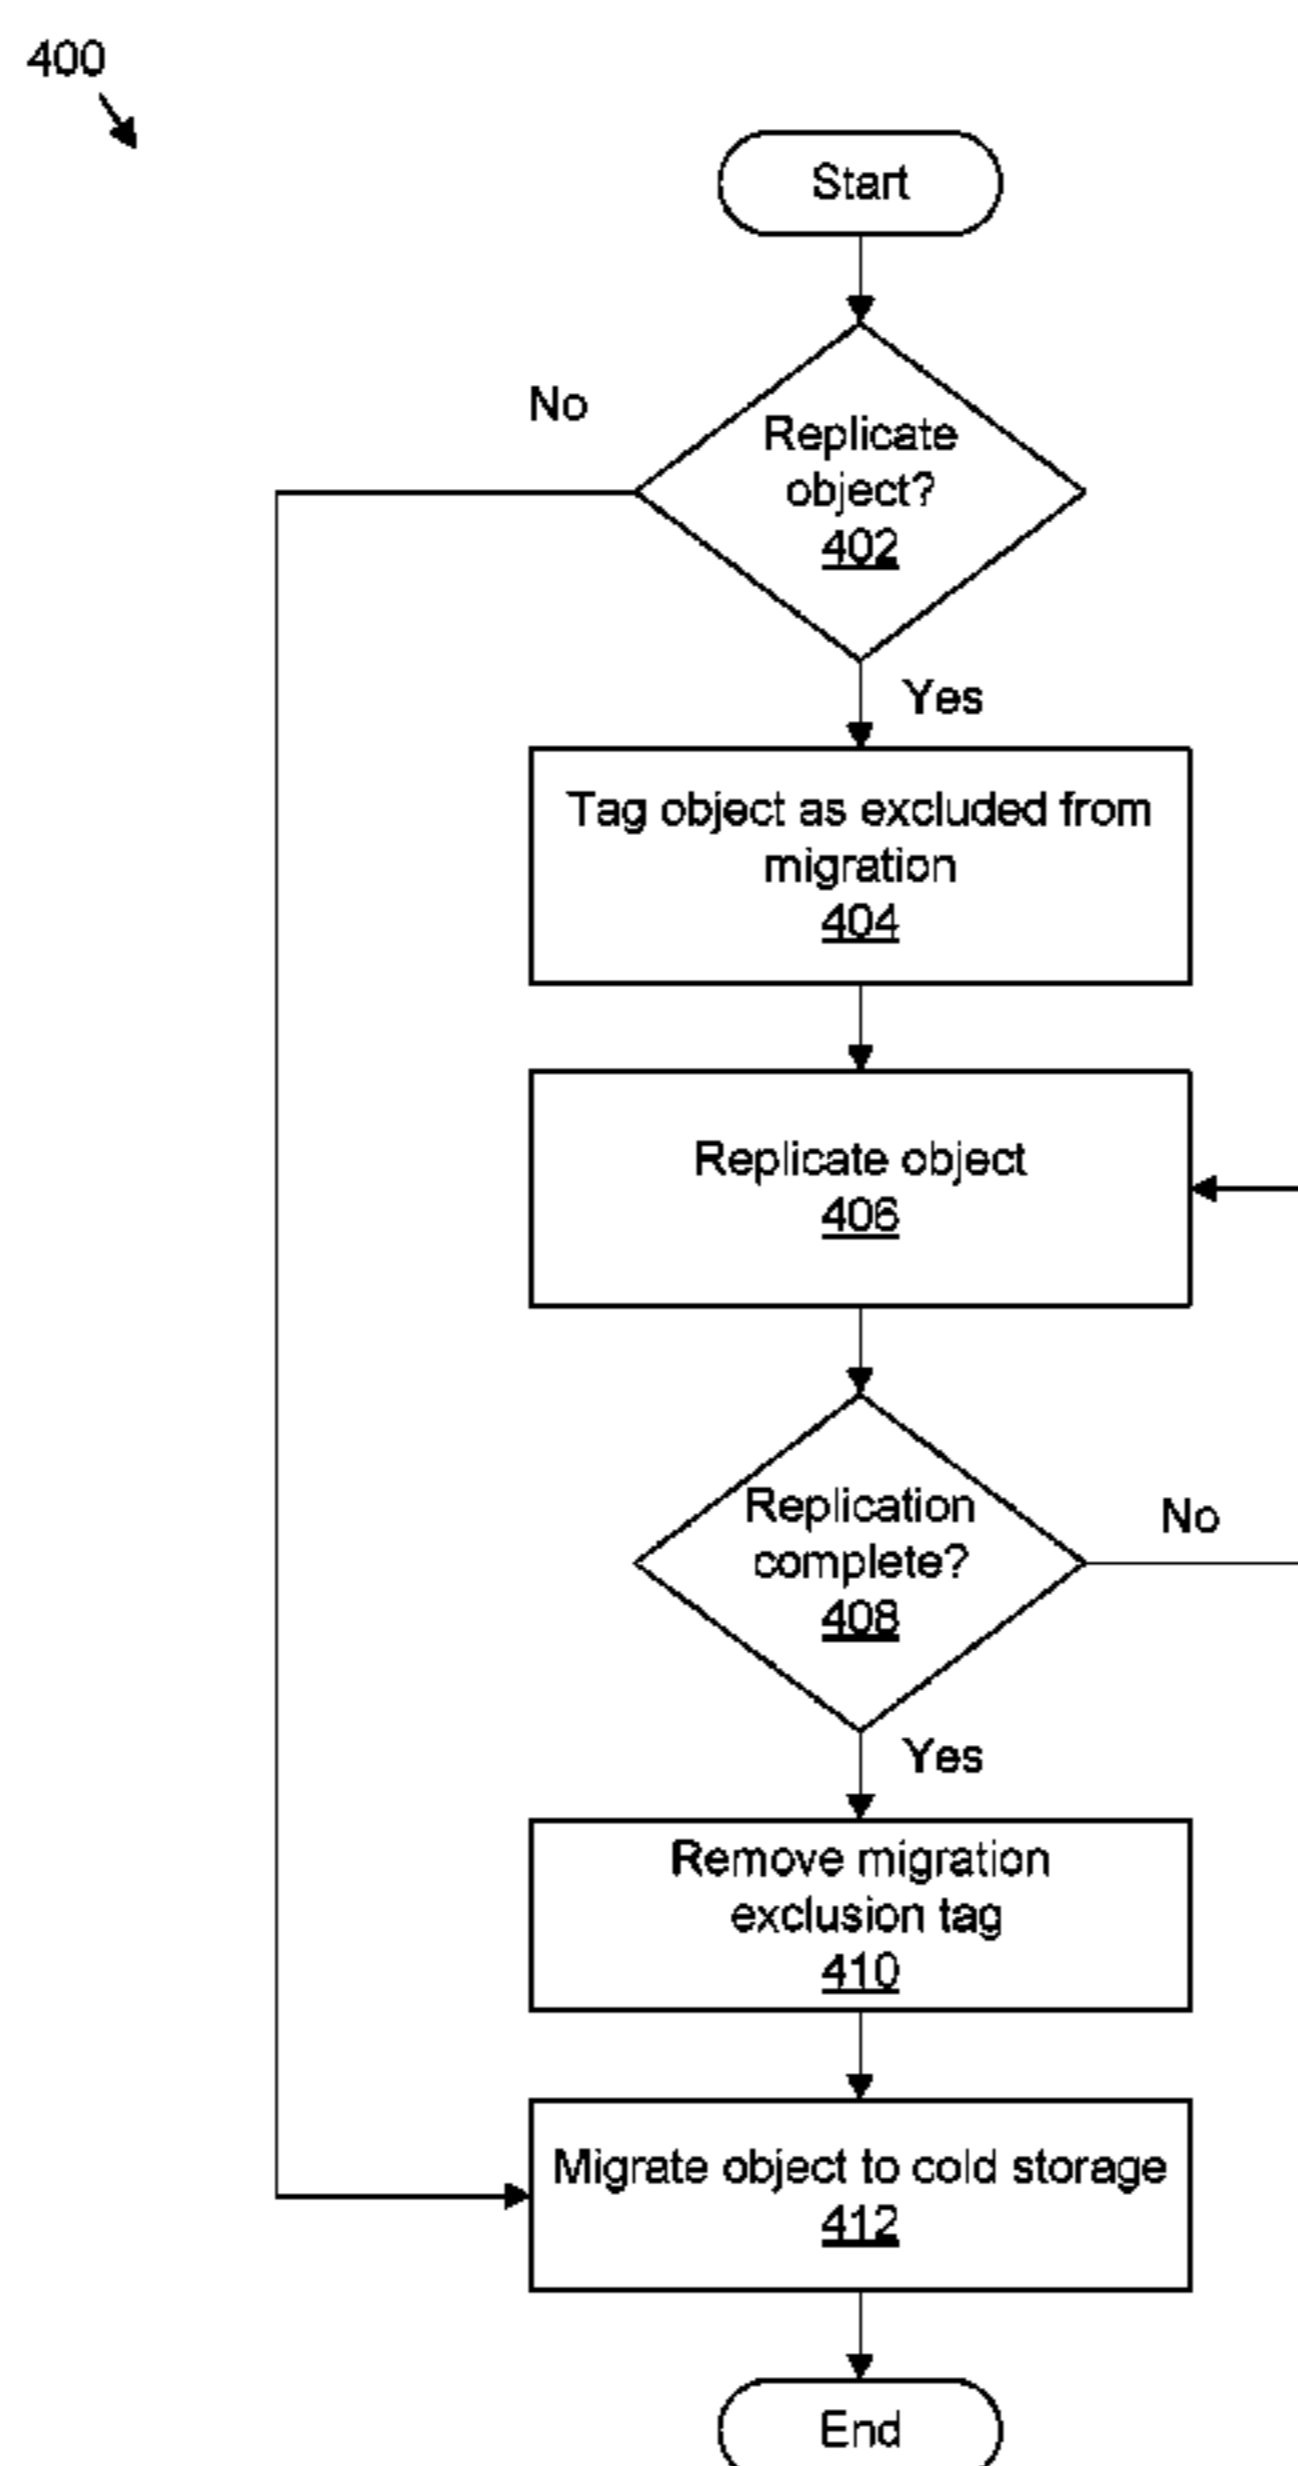 400
Start
No
Replicate
object?
402
Yes
Tag object as excluded from
migration
404
Replicate object
406
Replication
complete?
408
No
Yes
Remove migration
exclusion tag
410
Migrate object to cold storage
412
End